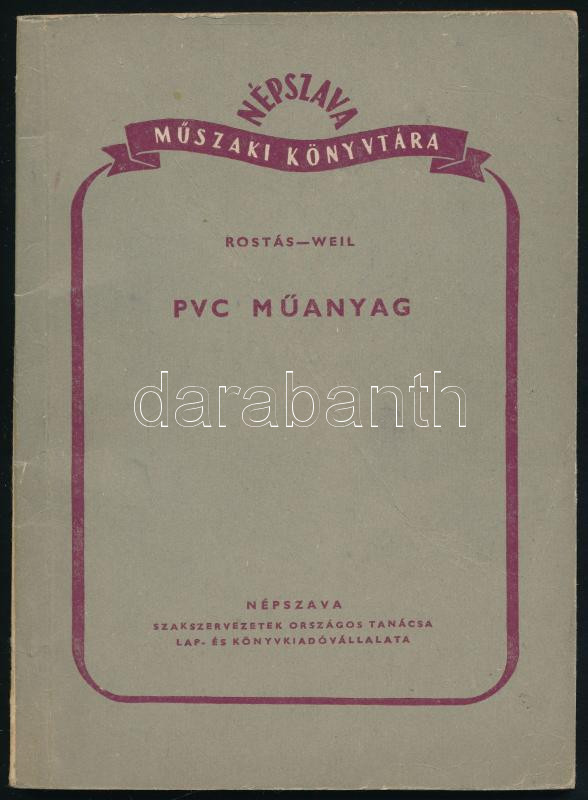 NÉPSZAVA
MŰSZAKI KÖNYVTÁRA
ROSTÁS—WEIL
PVC MŰANYAG
darabanth
NÉPSZAVA
SZAKSZERVEZETEK ORSZÁGOS TANÁCSA
LAP- ÉS KÖNYVKIADÓVÁLLALATA